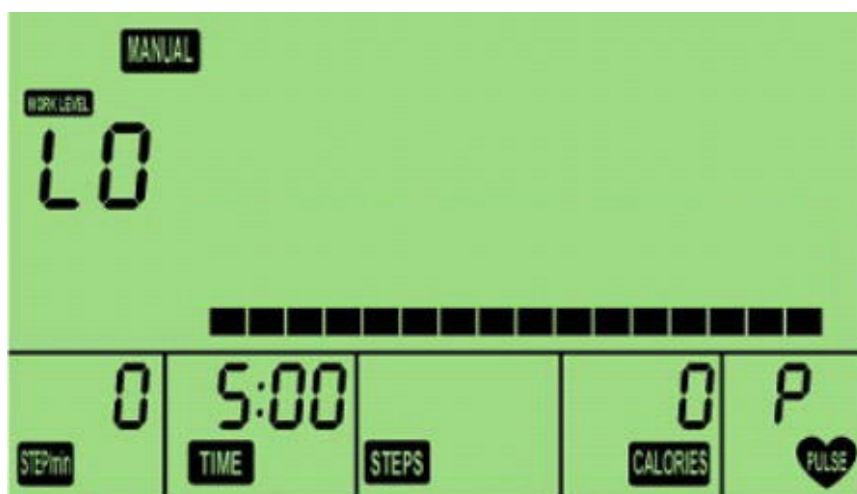 MANUAL
WORK LEVEL
LO
0 5:00 0 P
STEP/min TIME STEPS CALORIES PULSE